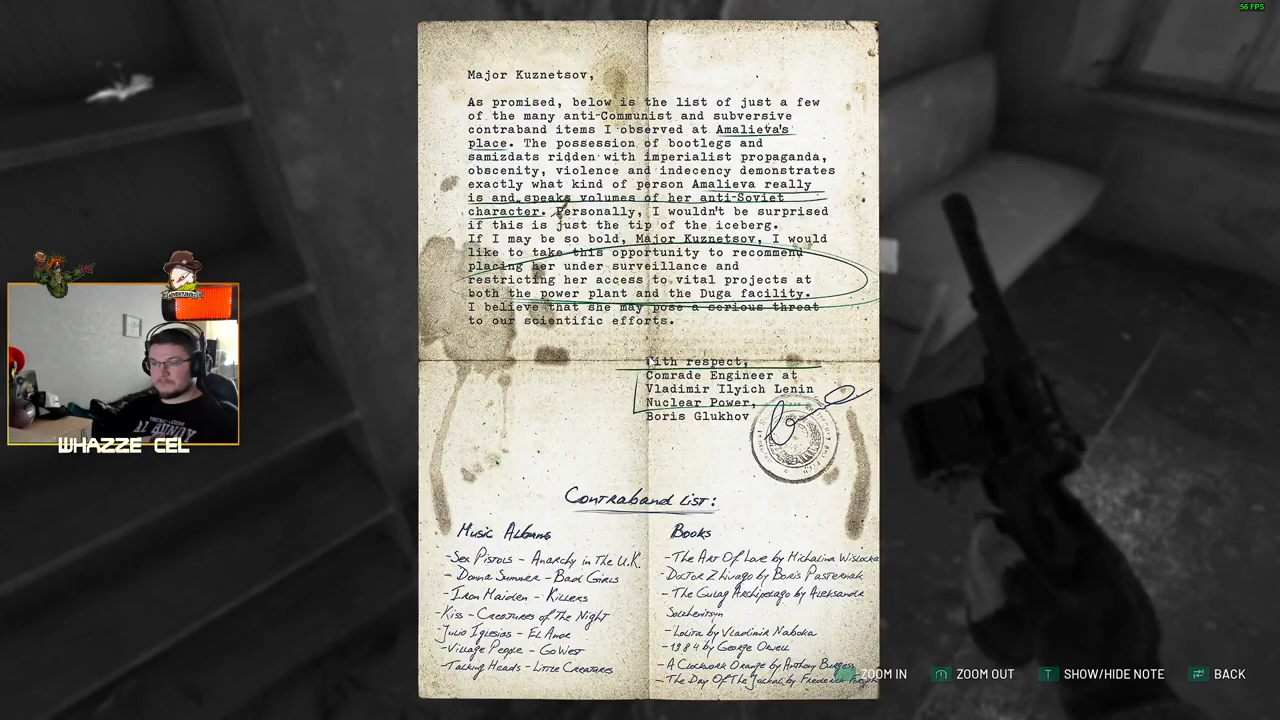 56 FPS
Major Kuznetsov,
As promised, below is the list of just a few
of the many anti-Communist and subversive
contraband items I observed at Amalieva's
place. The possession of bootlegs and
samizdats ridden with imperialist propaganda,
obscenity, violence and indecency demonstrates
exactly what kind of person Amalieva really
is and speaks volumes of her anti-Soviet
character. Personally, I wouldn't be surprised
if this is just the tip of the iceberg.
If I may be so bold, Major Kuznetsov, I would
like to take this opportunity to recommend
placing her under surveillance and
restricting her access to vital projects at
both the power plant and the Duga facility.
I believe that she may pose a serious threat
to our scientific efforts.
With respect,
Comrade Engineer at
Vladimir Ilyich Lenin
Nuclear Power,
Boris Glukhov
Contraband List:
Music Albums
-Sex Pistols - Anarchy in The U.K.
- Donna Summer - Bad Girls
- Iron Maiden - Killers
Kiss - Creatures of The Night
Julio Iglesias - El Amor
-Village People - Go West
-Talking Heads - Little Creatures
Books
-The Art Of Love by Michalina Wislocka
-Doctor Zhivago by Boris Pasternak
-The Gulag Archipelago by Aleksandr
Solzhenitsyn
-Lolita by Vladimir Naboka
-1984 by George Orwell
-A Clockwork Orange by Anthony Burgess
-The Day Of The Jackal by Frederick
WHAZZE CEL
ZOOM IN
ZOOM OUT
T SHOW/HIDE NOTE
BACK